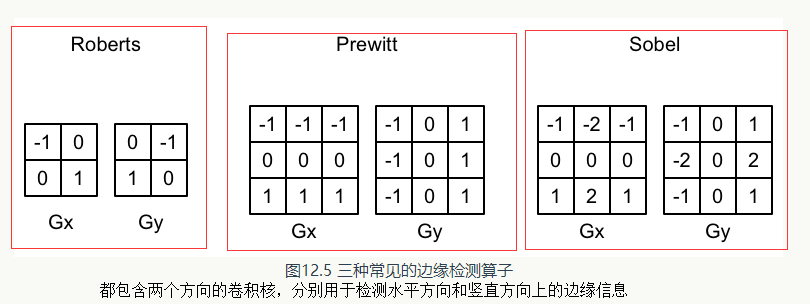 Roberts
-1 0
0 1
Gx
0 -1
1 0
Gy
Prewitt
-1 -1 -1
0 0 0
1 1 1
Gx
-1 0 1
-1 0 1
-1 0 1
Gy
Sobel
-1 -2 -1
0 0 0
1 2 1
Gx
-1 0 1
-2 0 2
-1 0 1
Gy
图12.5 三种常见的边缘检测算子
都包含两个方向的卷积核，分别用于检测水平方向和竖直方向上的边缘信息